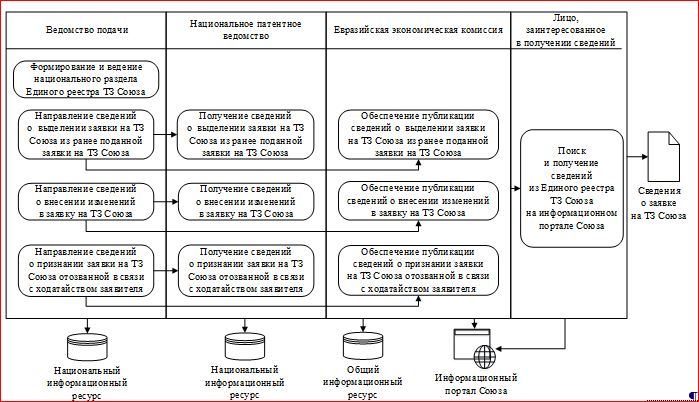 Ведомство подачи
Национальное патентное
ведомство
Евразийская экономическая комиссия
Лицо,
заинтересованное
в получении сведений
Формирование и ведение
национального раздела
Единого реестра ТЗ Союза
Направление сведений
о выделении заявки на ТЗ
Союза из ранее поданной
заявки на ТЗ Союза
Получение сведений
о выделении заявки на ТЗ
Союза из ранее поданной
заявки на ТЗ Союза
Обеспечение публикации
сведений о выделении заявки
на ТЗ Союза из ранее поданной
заявки на ТЗ Союза
Направление сведений
о внесении изменений
в заявку на ТЗ Союза
Получение сведений
о внесении изменений
в заявку на ТЗ Союза
Обеспечение публикации
сведений о внесении изменений
в заявку на ТЗ Союза
Направление сведений
о признании заявки на ТЗ
Союза отозванной в связи
с ходатайством заявителя
Получение сведений
о признании заявки на ТЗ
Союза отозванной в связи
с ходатайством заявителя
Обеспечение публикации
сведений о признании заявки
на ТЗ Союза отозванной в связи
с ходатайством заявителя
Поиск
и получение
сведений
из Единого реестра
ТЗ Союза
на информационном
портале Союза
Сведения
о заявке
на ТЗ Союза
Национальный
информационный
ресурс
Национальный
информационный
ресурс
Общий
информационный
ресурс
Информационный
портал Союза